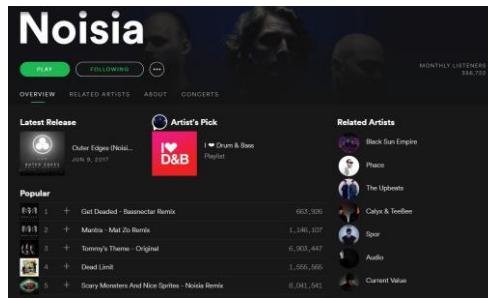 Noisia
PLAY
FOLLOWING
MONTHLY LISTENERS
OVERVIEW RELATED ARTISTS ABOUT CONCERTS
Latest Release
Outer Edges (Noisi...
JUN 9, 2017
Artist's Pick
I ❤ D&B
I ❤ Drum & Bass
Playlist
Related Artists
Black Sun Empire
Phace
The Upbeats
Calyx & TeeBee
Spor
Audio
Current Value
Popular
1 + Get Deaded - Bassnectar Remix 663,926
2 + Mantra - Mat Zo Remix 1,146,107
3 + Tommy's Theme - Original 6,903,447
4 + Dead Limit 1,555,565
5 + Scary Monsters And Nice Sprites - Noisia Remix 8,041,541